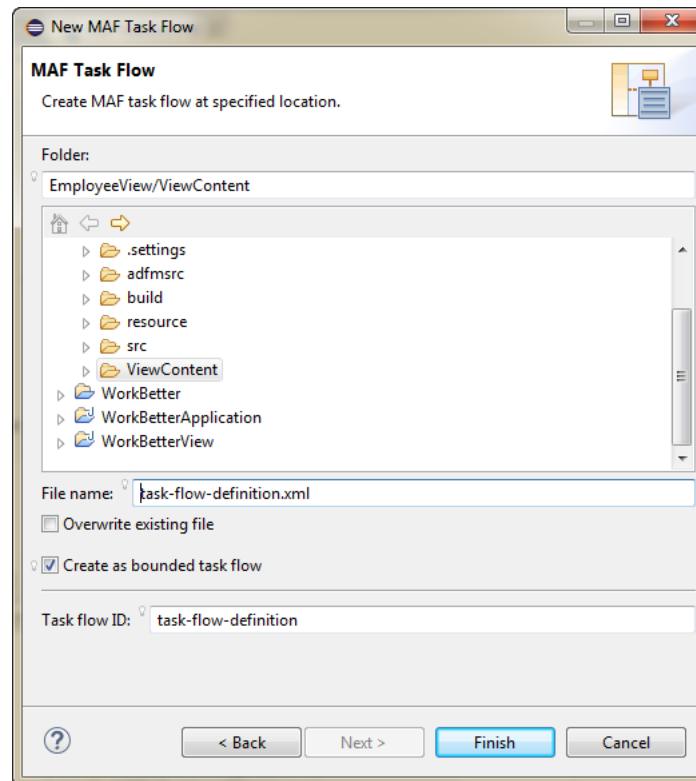 New MAF Task Flow
MAF Task Flow
Create MAF task flow at specified location.
Folder:
EmployeeView/ViewContent
.settings
adfmsrc
build
resource
src
ViewContent
WorkBetter
WorkBetterApplication
WorkBetterView
File name: task-flow-definition.xml
Overwrite existing file
Create as bounded task flow
Task flow ID: task-flow-definition
? < Back Next > Finish Cancel